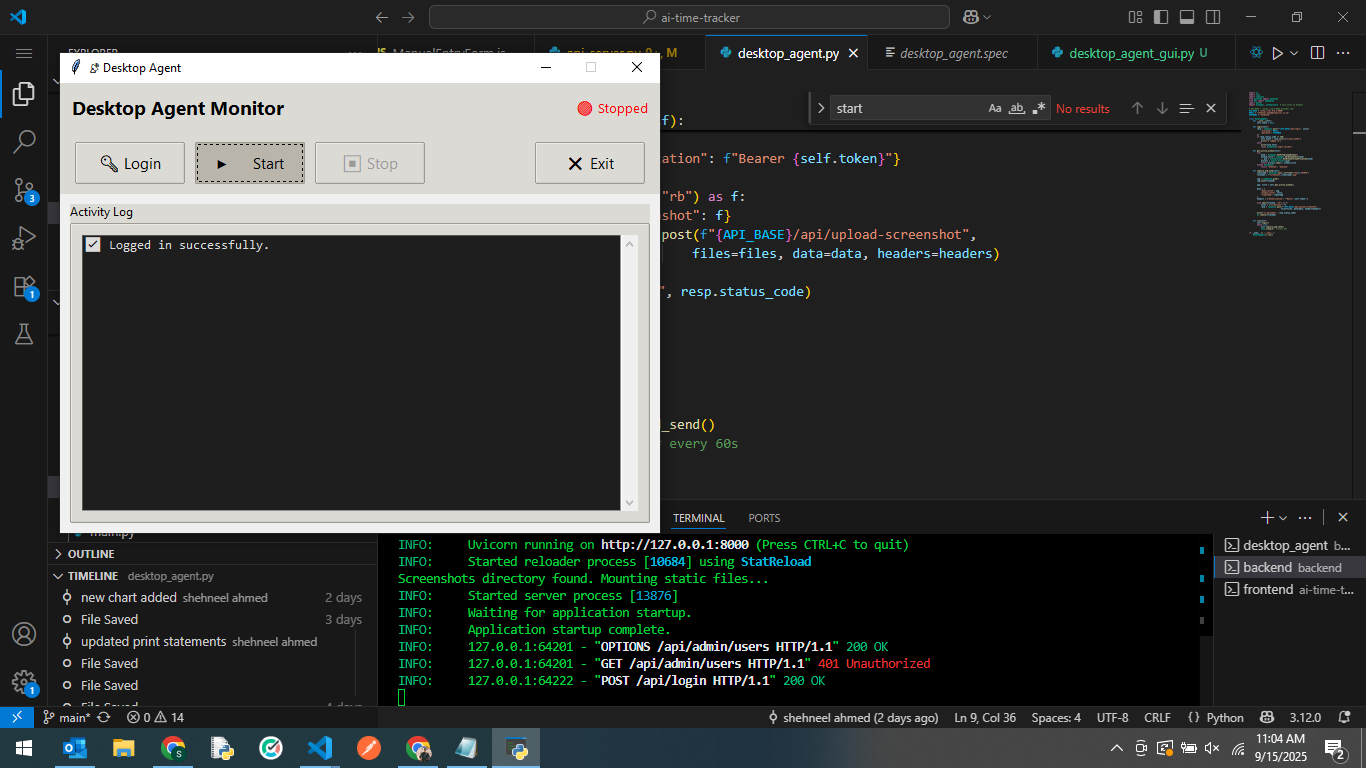 ai-time-tracker
EXPLORER
ManualEntryForm.js
M
desktop_agent.py
desktop_agent.spec
desktop_agent_gui.py U
Desktop Agent
Desktop Agent Monitor
Stopped
Login
Start
Stop
Exit
Activity Log
Logged in successfully.
start
Aa
ab
.*
No results
f):
ation": f"Bearer {self.token}"}
"rb") as f:
shot": f}
post(f"{API_BASE}/api/upload-screenshot",
files=files, data=data, headers=headers)
", resp.status_code)
_send()
every 60s
TERMINAL
PORTS
INFO: Uvicorn running on http://127.0.0.1:8000 (Press CTRL+C to quit)
INFO: Started reloader process [10684] using StatReload
Screenshots directory found. Mounting static files...
INFO: Started server process [13876]
INFO: Waiting for application startup.
INFO: Application startup complete.
INFO: 127.0.0.1:64201 - "OPTIONS /api/admin/users HTTP/1.1" 200 OK
INFO: 127.0.0.1:64201 - "GET /api/admin/users HTTP/1.1" 401 Unauthorized
INFO: 127.0.0.1:64222 - "POST /api/login HTTP/1.1" 200 OK
desktop_agent b...
backend backend
frontend ai-time-t...
main.py
OUTLINE
TIMELINE desktop_agent.py
new chart added shehneel ahmed 2 days
File Saved 3 days
updated print statements shehneel ahmed
File Saved
File Saved
3
1
1
main*
0
14
shehneel ahmed (2 days ago)
Ln 9, Col 36
Spaces: 4
UTF-8
CRLF
{ } Python
3.12.0
11:04 AM
9/15/2025
2